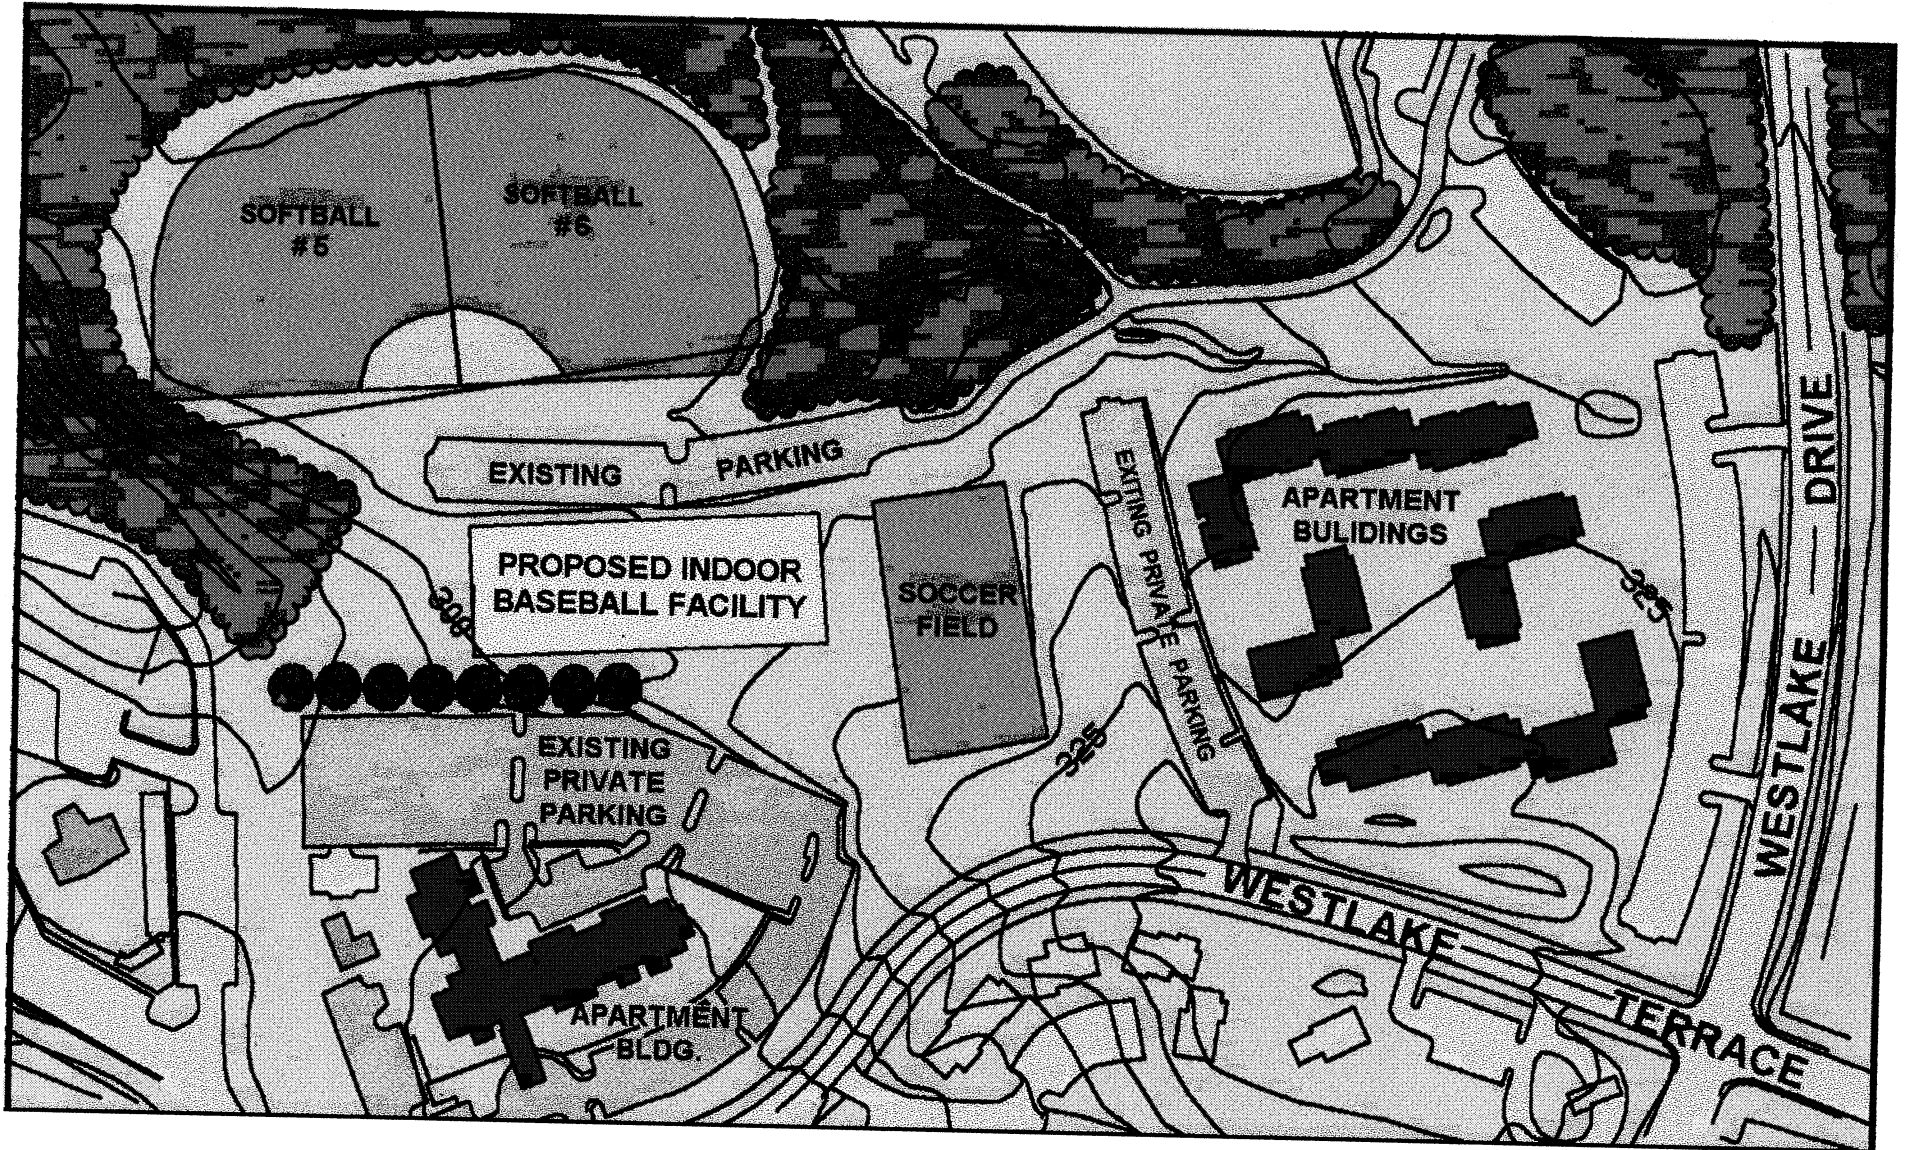 SOFTBALL
#5
SOFTBALL
#6
EXISTING
PARKING
PROPOSED INDOOR
BASEBALL FACILITY
SOCCER
FIELD
EXITING PRIVATE PARKING
APARTMENT
BULIDINGS
325
325
EXISTING
PRIVATE
PARKING
APARTMENT
BLDG.
WESTLAKE
TERRACE
WESTLAKE DRIVE